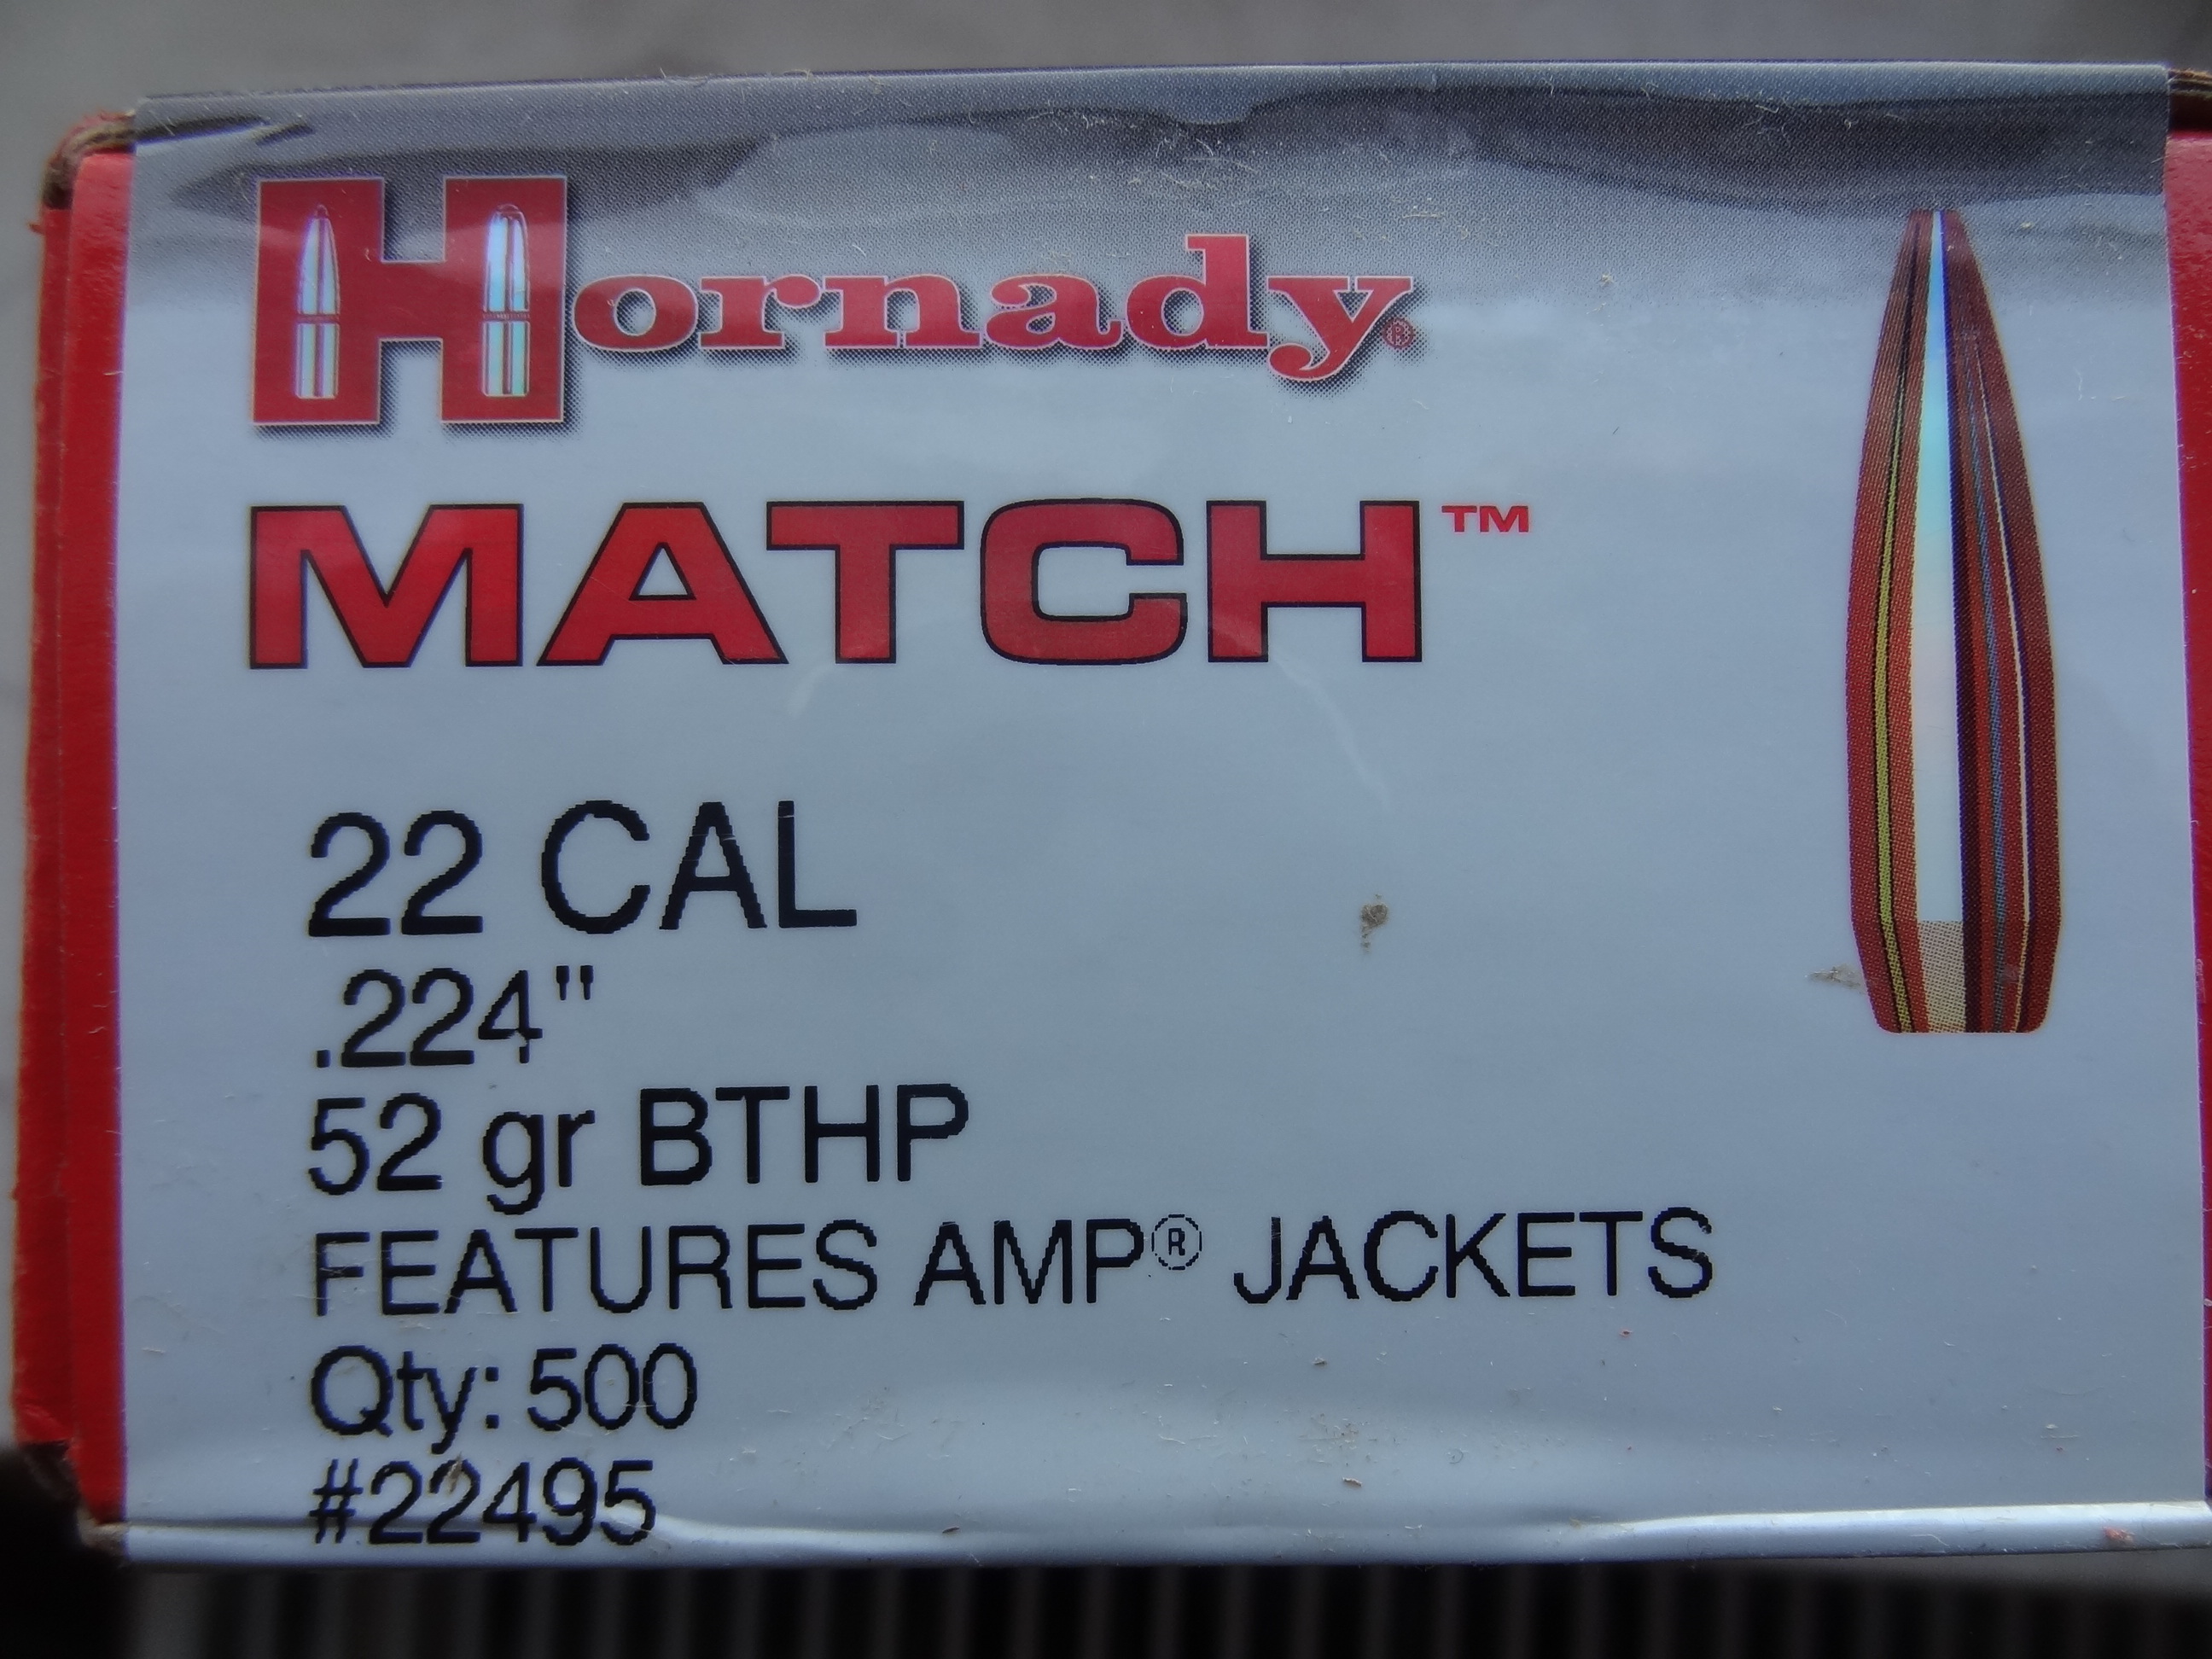 Hornady®
MATCH™
22 CAL
.224"
52 gr BTHP
FEATURES AMP® JACKETS
Qty: 500
#22495